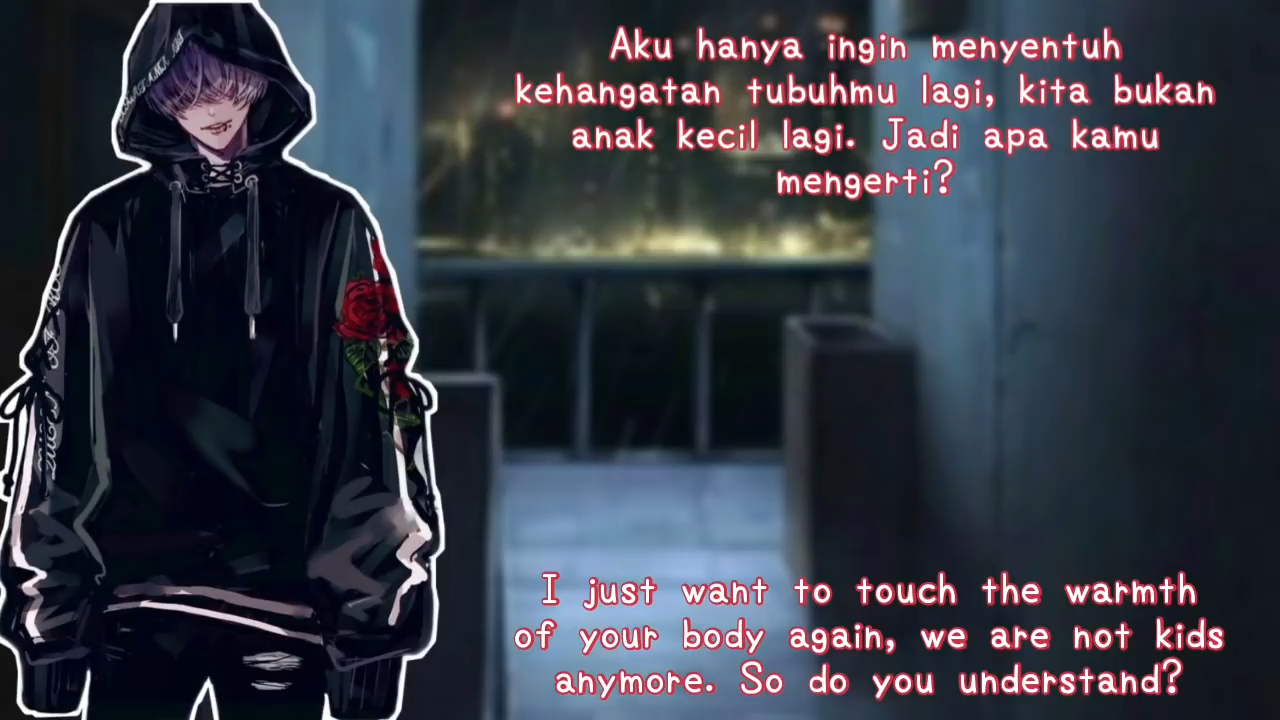 Aku hanya ingin menyentuh
kehangatan tubuhmu lagi, kita bukan
anak kecil lagi. Jadi apa kamu
mengerti?
I just want to touch the warmth
of your body again, we are not kids
anymore. So do you understand?